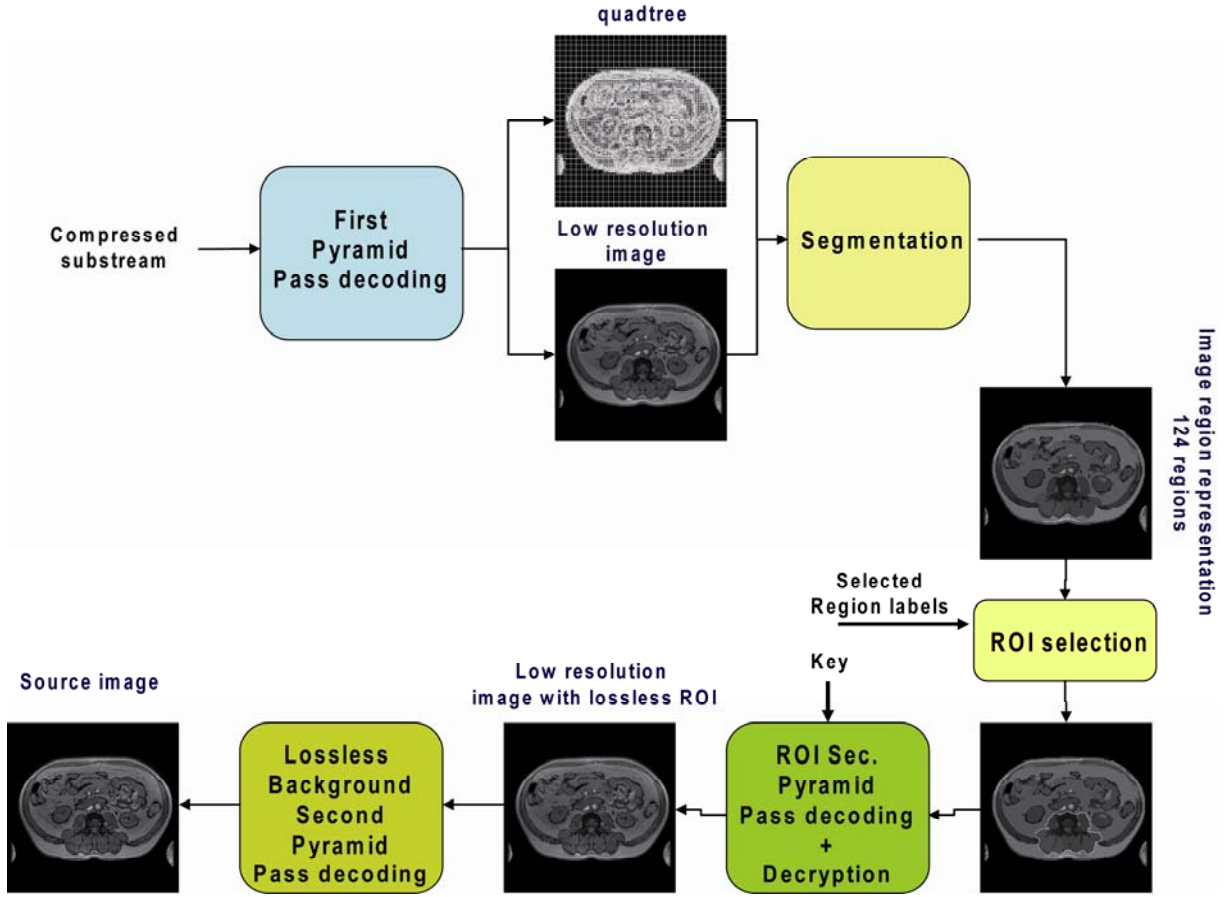 quadtree
Compressed
substream
First
Pyramid
Pass decoding
Low resolution
image
Segmentation
Image region representation
124 regions
Selected
Region labels
ROI selection
Key
Source image
Low resolution
image with lossless ROI
Lossless
Background
Second
Pyramid
Pass decoding
ROI Sec.
Pyramid
Pass decoding
+
Decryption